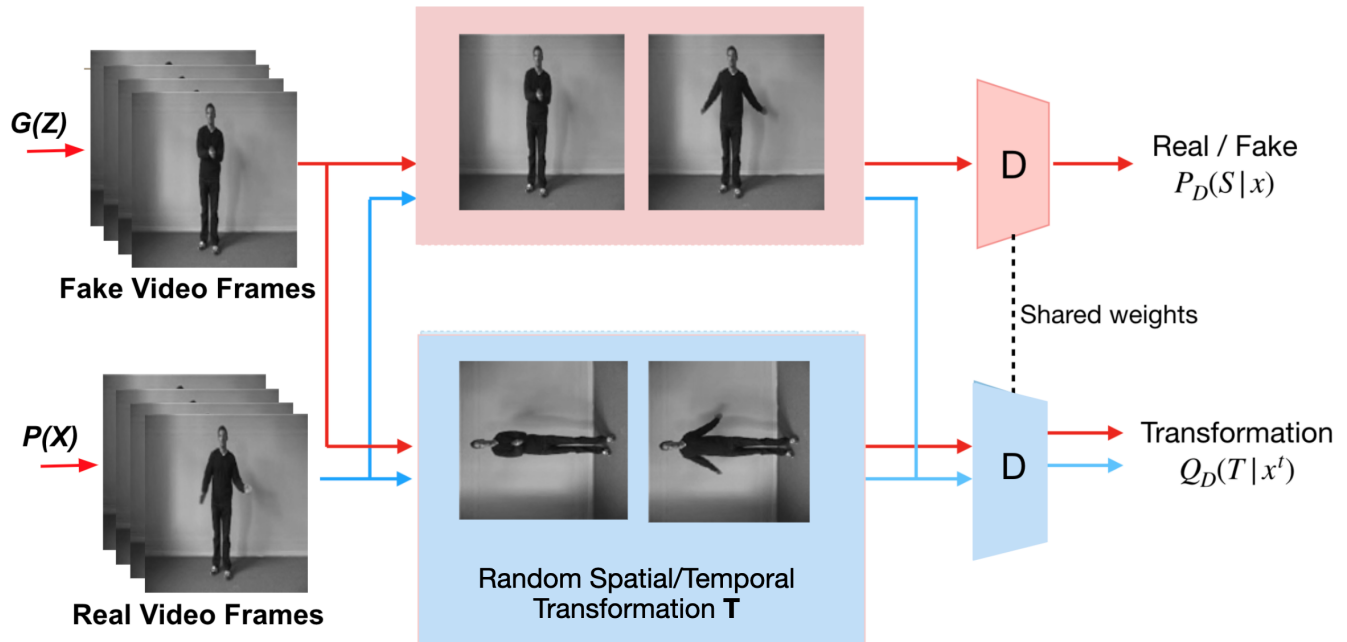 G(Z)
Fake Video Frames
P(X)
Real Video Frames
Random Spatial/Temporal
Transformation T
D
Real / Fake
P_D(S | x)
Shared weights
D
Transformation
Q_D(T | x^t)